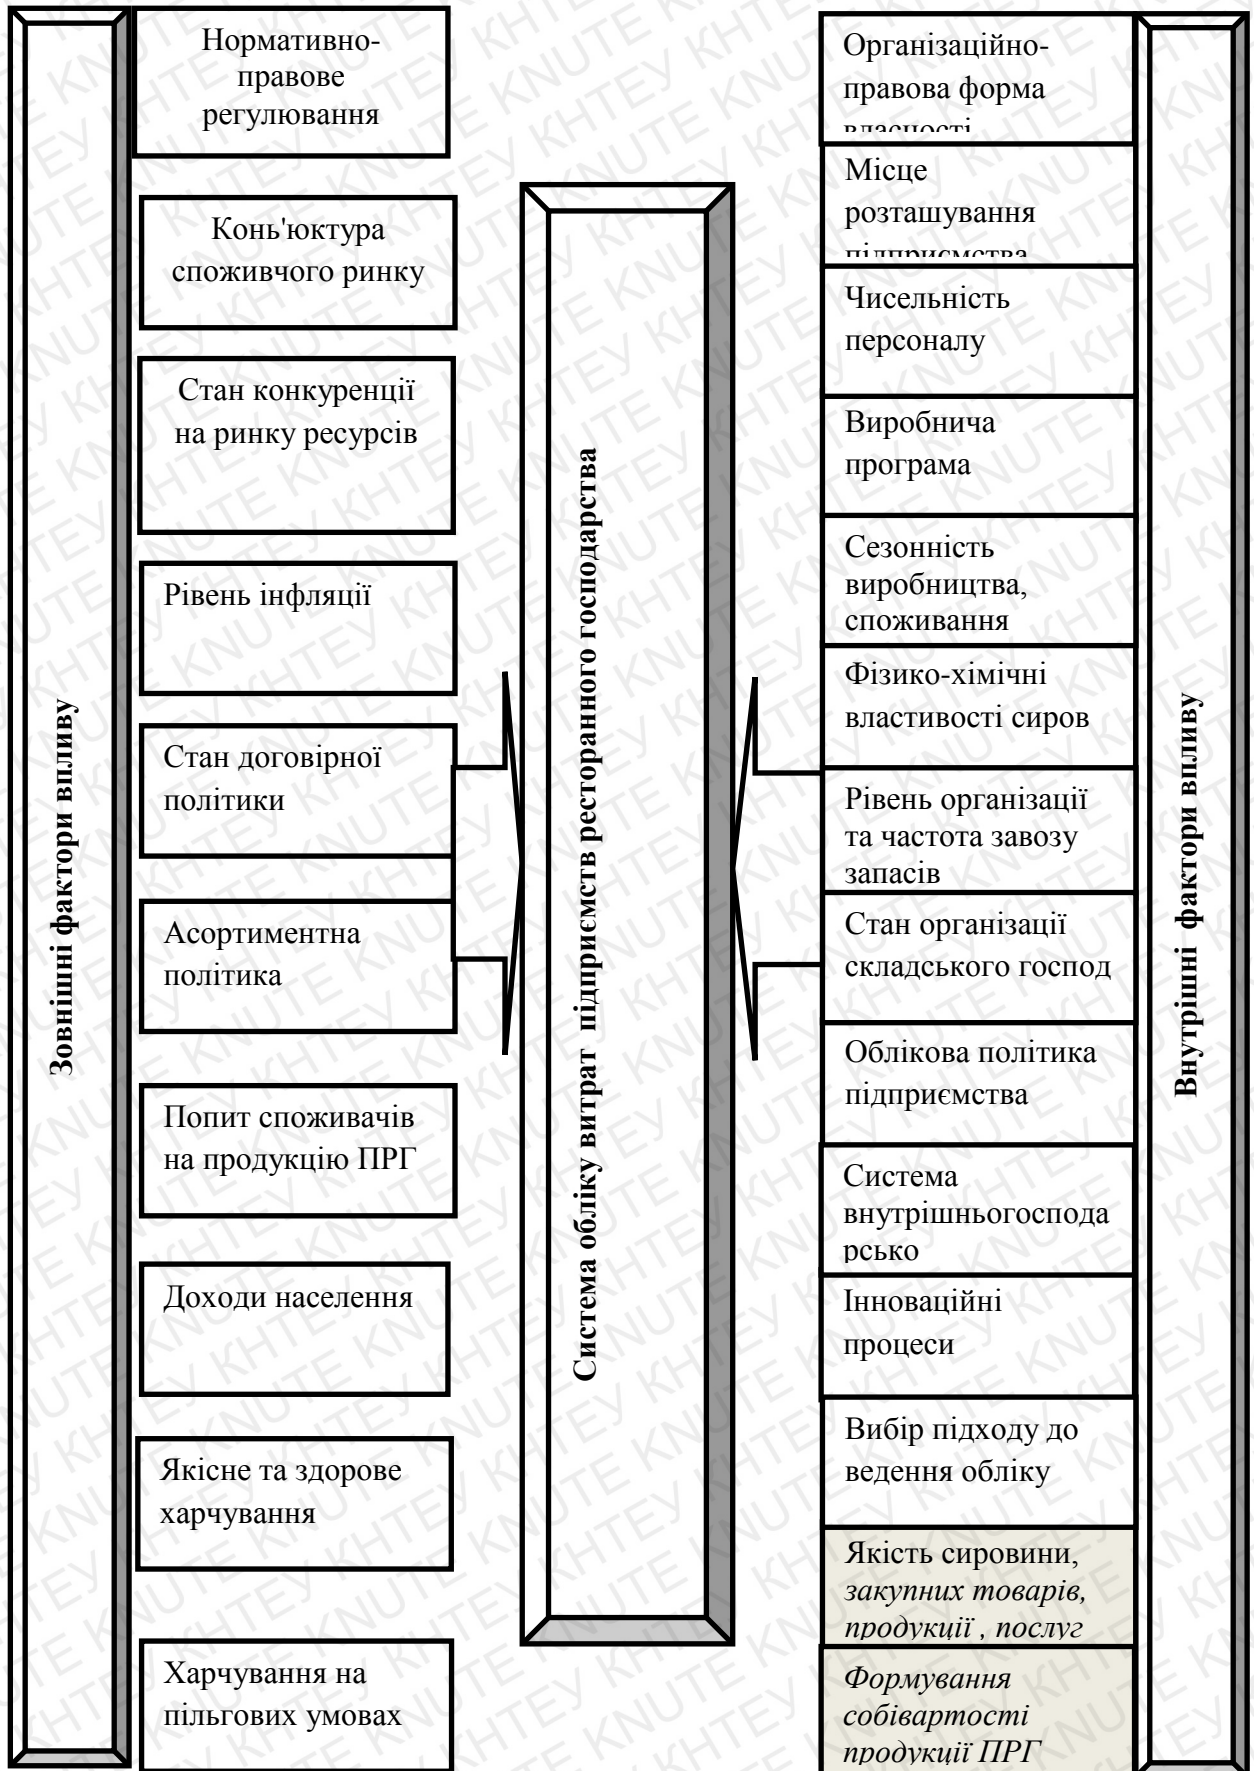 Зовнішні фактори впливу
Нормативно-
правове
регулювання
Конь'юктура
споживчого ринку
Стан конкуренції
на ринку ресурсів
Рівень інфляції
Стан договірної
політики
Асортиментна
політика
Попит споживачів
на продукцію ПРГ
Доходи населення
Якісне та здорове
харчування
Харчування на
пільгових умовах
Система обліку витрат підприємств ресторанного господарства
Організаційно-
правова форма
власності
Місце
розташування
підприємства
Чисельність
персоналу
Виробнича
програма
Сезонність
виробництва,
споживання
Фізико-хімічні
властивості сиров
Рівень організації
та частота завозу
запасів
Стан організації
складського господ
Облікова політика
підприємства
Система
внутрішньогоспода
рсько
Інноваційні
процеси
Вибір підходу до
ведення обліку
Якість сировини,
закупних товарів,
продукції , послуг
Формування
собівартості
продукції ПРГ
Внутрішні фактори впливу